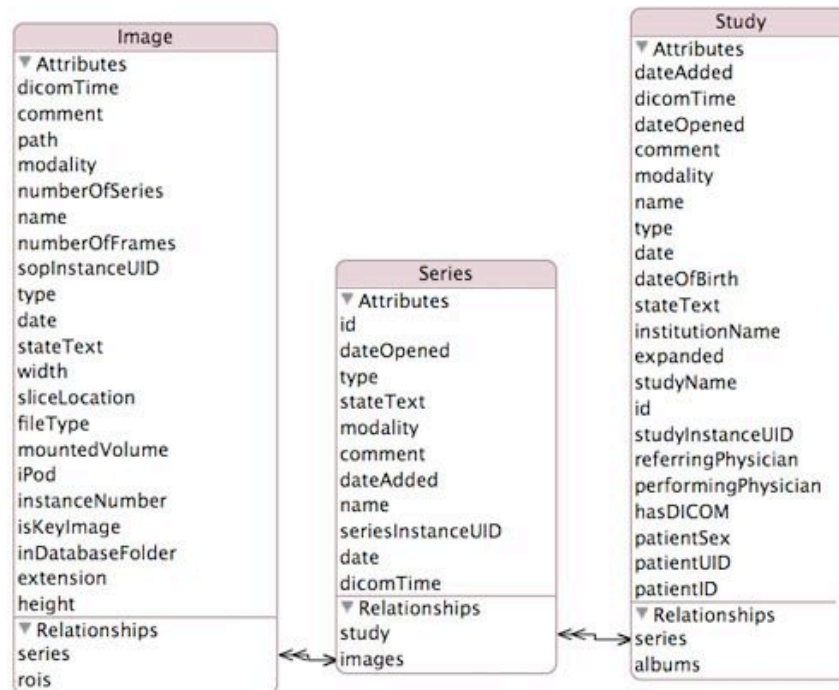 Image
Attributes
dicomTime
comment
path
modality
numberOfSeries
name
numberOfFrames
sopInstanceUID
type
date
stateText
width
sliceLocation
fileType
mountedVolume
iPod
instanceNumber
isKeyImage
inDatabaseFolder
extension
height
Relationships
series
rois
Series
Attributes
id
dateOpened
type
stateText
modality
comment
dateAdded
name
seriesInstanceUID
date
dicomTime
Relationships
study
images
Study
Attributes
dateAdded
dicomTime
dateOpened
comment
modality
name
type
date
dateOfBirth
stateText
institutionName
expanded
studyName
id
studyInstanceUID
referringPhysician
performingPhysician
hasDICOM
patientSex
patientUID
patientID
Relationships
series
albums